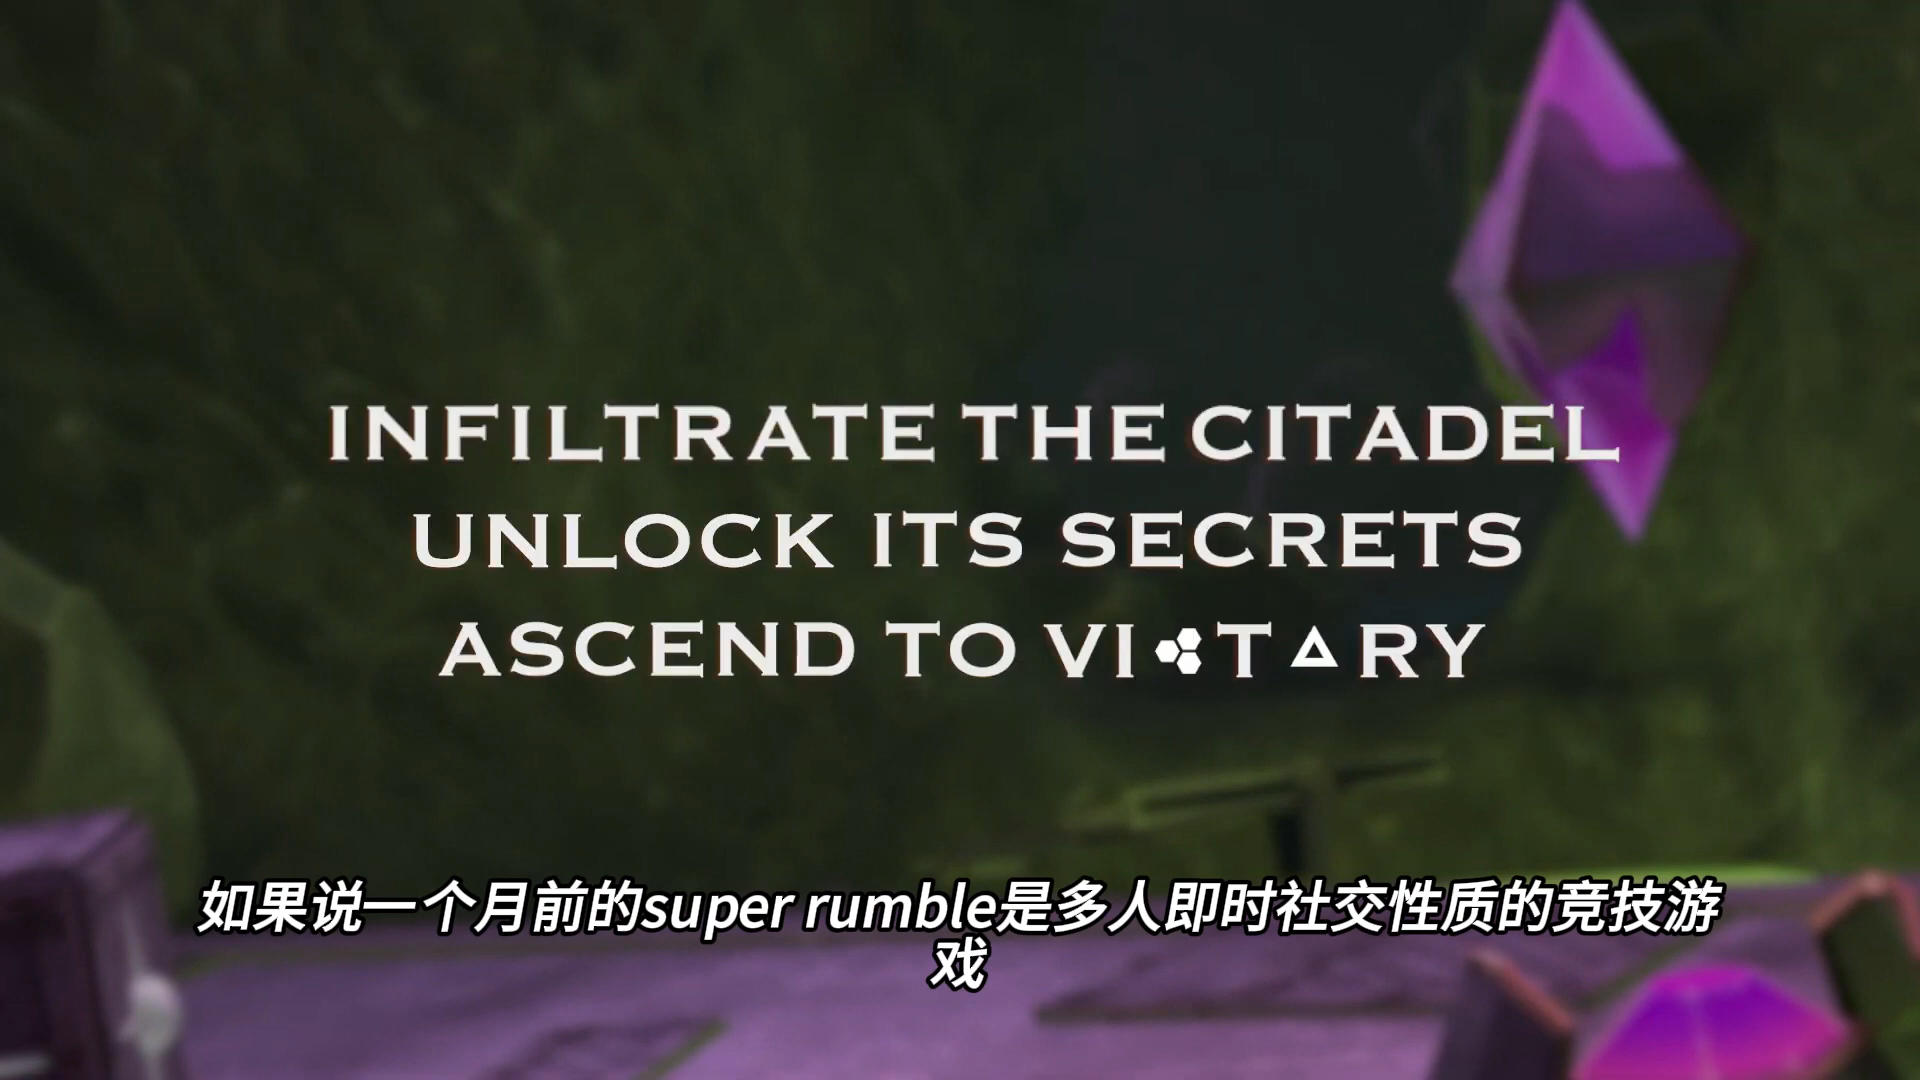 INFILTRATE THE CITADEL
UNLOCK ITS SECRETS
ASCEND TO VICTORY
如果说一个月前的super rumble是多人即时社交性质的竞技游
戏